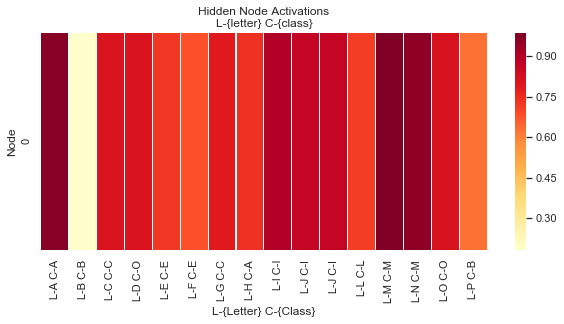 Hidden Node Activations
L-{letter} C-{class}
Node
0
L-A C-A
L-B C-B
L-C C-C
L-D C-O
L-E C-E
L-F C-E
L-G C-C
L-H C-A
L-I C-I
L-J C-I
L-J C-I
L-L C-L
L-M C-M
L-N C-M
L-O C-O
L-P C-B
L-{Letter} C-{Class}
0.90
0.75
0.60
0.45
0.30